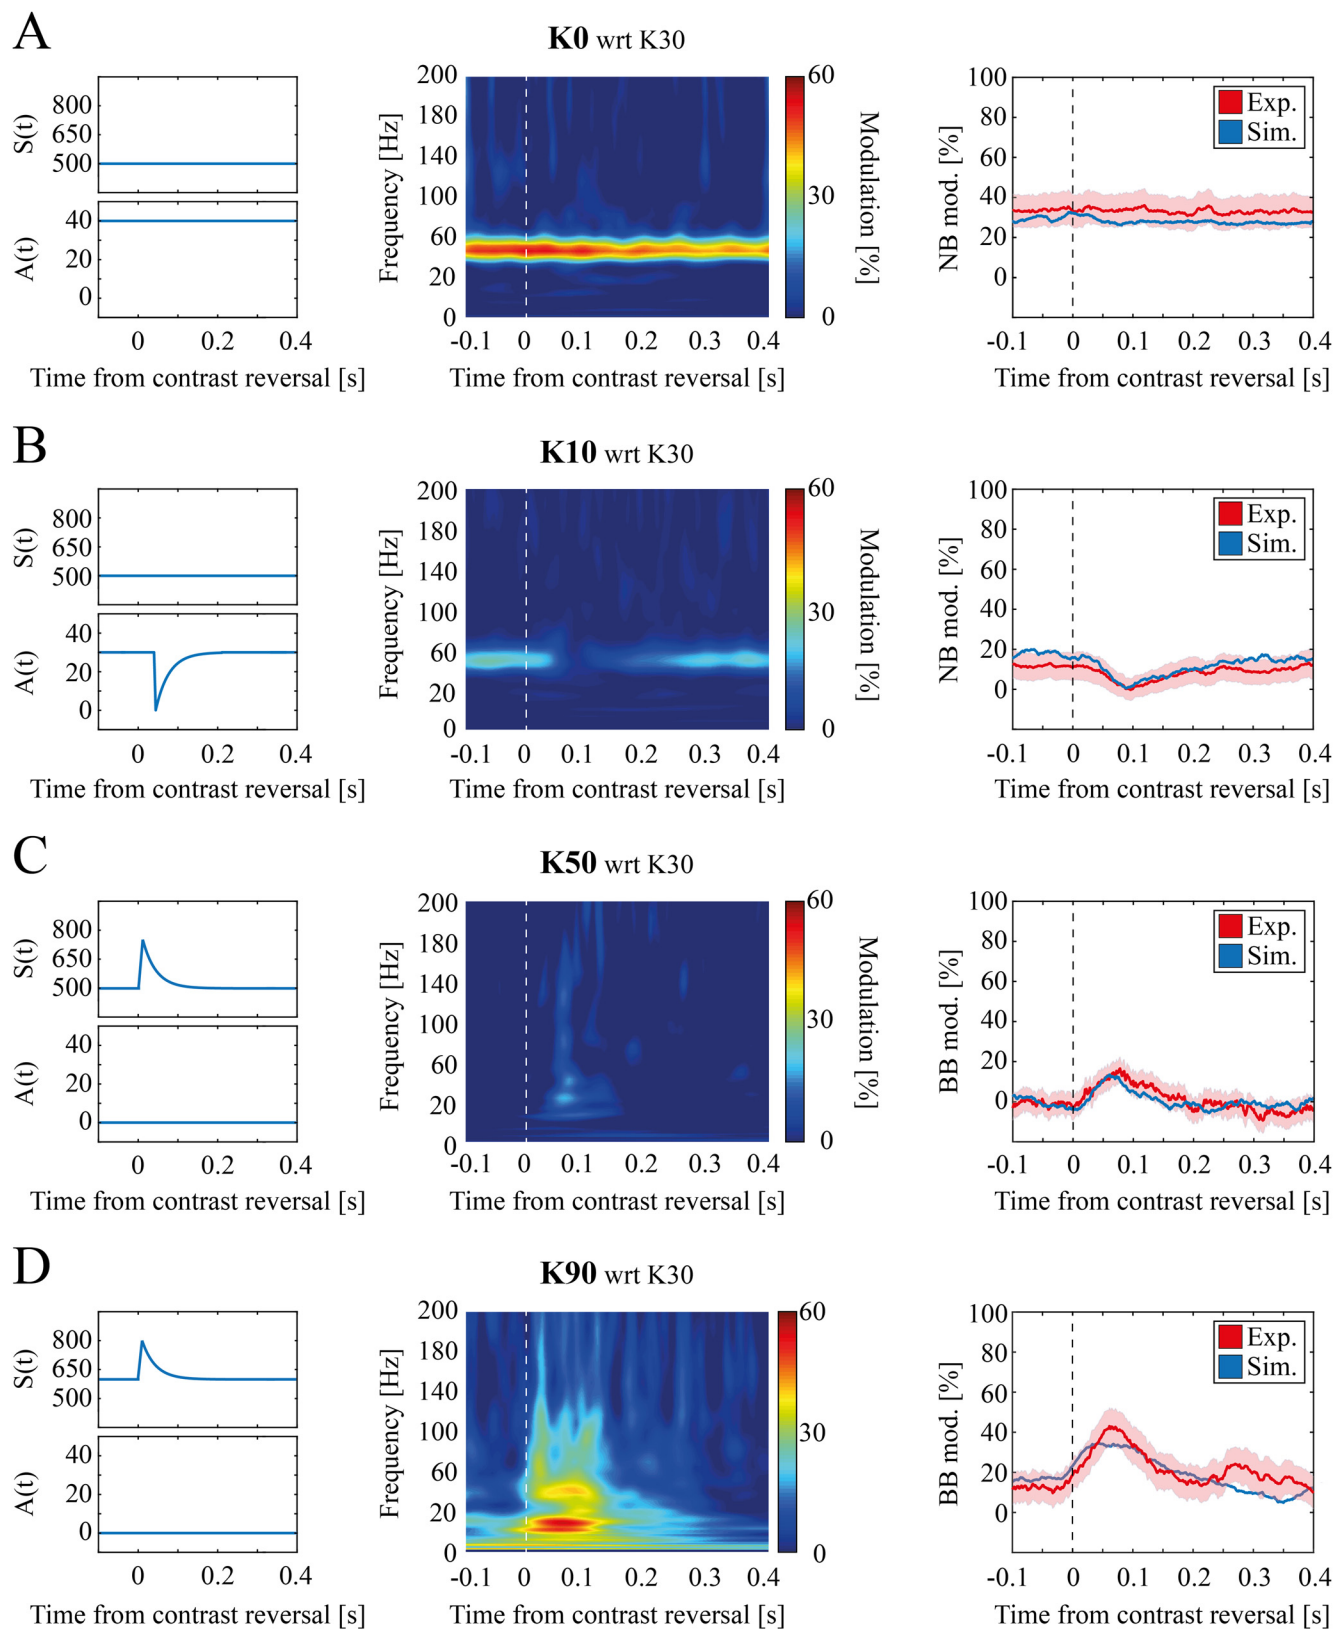 A
K0 wrt K30
S(t)
800
650
500
A(t)
40
20
0
0 0.2 0.4
Time from contrast reversal [s]
Frequency [Hz]
200
180
140
100
60
20
0
-0.1 0 0.1 0.2 0.3 0.4
Time from contrast reversal [s]
60
30
0
Modulation [%]
NB mod. [%]
100
80
60
40
20
0
Exp.
Sim.
-0.1 0 0.1 0.2 0.3 0.4
Time from contrast reversal [s]
B
K10 wrt K30
S(t)
800
650
500
A(t)
40
20
0
0 0.2 0.4
Time from contrast reversal [s]
Frequency [Hz]
200
180
140
100
60
20
0
-0.1 0 0.1 0.2 0.3 0.4
Time from contrast reversal [s]
60
30
0
Modulation [%]
NB mod. [%]
100
80
60
40
20
0
Exp.
Sim.
-0.1 0 0.1 0.2 0.3 0.4
Time from contrast reversal [s]
C
K50 wrt K30
S(t)
800
650
500
A(t)
40
20
0
0 0.2 0.4
Time from contrast reversal [s]
Frequency [Hz]
200
180
140
100
60
20
0
-0.1 0 0.1 0.2 0.3 0.4
Time from contrast reversal [s]
60
30
0
Modulation [%]
BB mod. [%]
100
80
60
40
20
0
Exp.
Sim.
-0.1 0 0.1 0.2 0.3 0.4
Time from contrast reversal [s]
D
K90 wrt K30
S(t)
800
650
500
A(t)
40
20
0
0 0.2 0.4
Time from contrast reversal [s]
Frequency [Hz]
200
180
140
100
60
20
0
-0.1 0 0.1 0.2 0.3 0.4
Time from contrast reversal [s]
60
30
0
BB mod. [%]
100
80
60
40
20
0
Exp.
Sim.
-0.1 0 0.1 0.2 0.3 0.4
Time from contrast reversal [s]